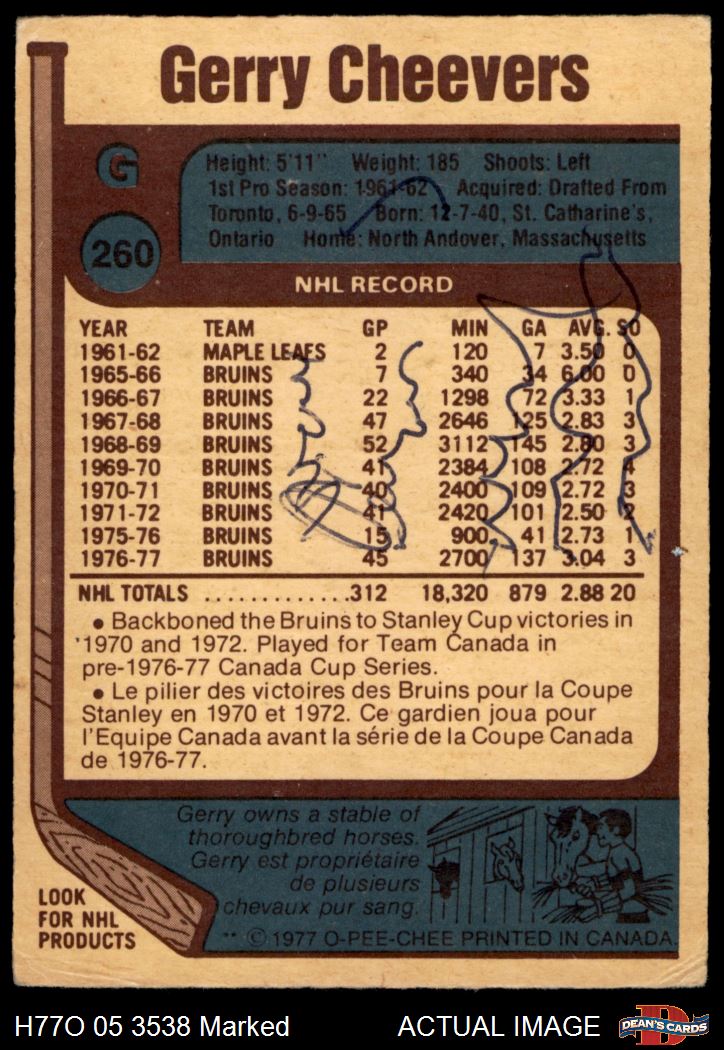 Gerry Cheevers
G
260
Height: 5'11" Weight: 185 Shoots: Left
1st Pro Season: 1961-62 Acquired: Drafted From
Toronto, 6-9-65 Born: 12-7-40, St. Catharine's,
Ontario Home: North Andover, Massachusetts
NHL RECORD
YEAR TEAM GP MIN GA AVG. SO
1961-62 MAPLE LEAFS 2 120 7 3.50 0
1965-66 BRUINS 7 340 34 6.00 0
1966-67 BRUINS 22 1298 72 3.33 1
1967-68 BRUINS 47 2646 125 2.83 3
1968-69 BRUINS 52 3112 145 2.80 3
1969-70 BRUINS 41 2384 108 2.72 4
1970-71 BRUINS 40 2400 109 2.72 3
1971-72 BRUINS 41 2420 101 2.50 2
1975-76 BRUINS 15 900 41 2.73 1
1976-77 BRUINS 45 2700 137 3.04 3
NHL TOTALS .............312 18,320 879 2.88 20
• Backboned the Bruins to Stanley Cup victories in
1970 and 1972. Played for Team Canada in
pre-1976-77 Canada Cup Series.
• Le pilier des victoires des Bruins pour la Coupe
Stanley en 1970 et 1972. Ce gardien joua pour
l'Equipe Canada avant la série de la Coupe Canada
de 1976-77.
Gerry owns a stable of
thoroughbred horses.
Gerry est propriétaire
de plusieurs
chevaux pur sang.
LOOK
FOR NHL
PRODUCTS
** © 1977 O-PEE-CHEE PRINTED IN CANADA.
H77O 05 3538 Marked ACTUAL IMAGE
D
DEAN'S CARDS